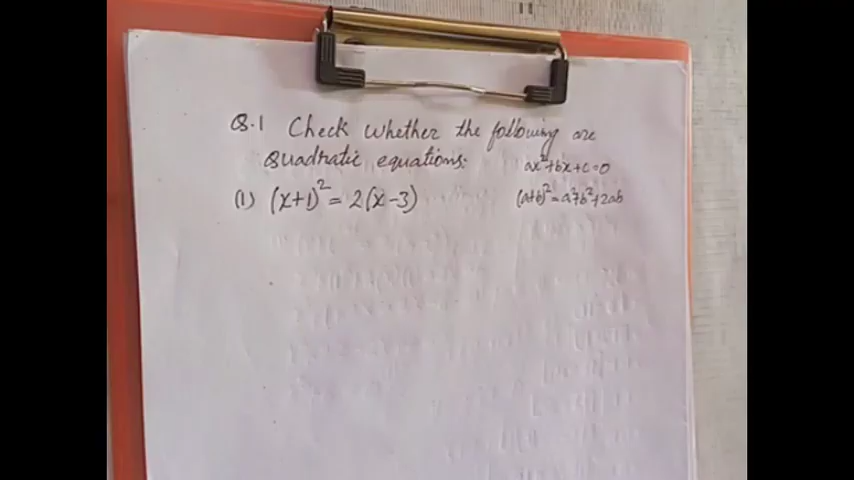 Q.1 Check whether the following are
Quadratic equations:
ax²+bx+c=0
(1) (x+1)² = 2(x-3)
(a+b)² = a²+b²+2ab